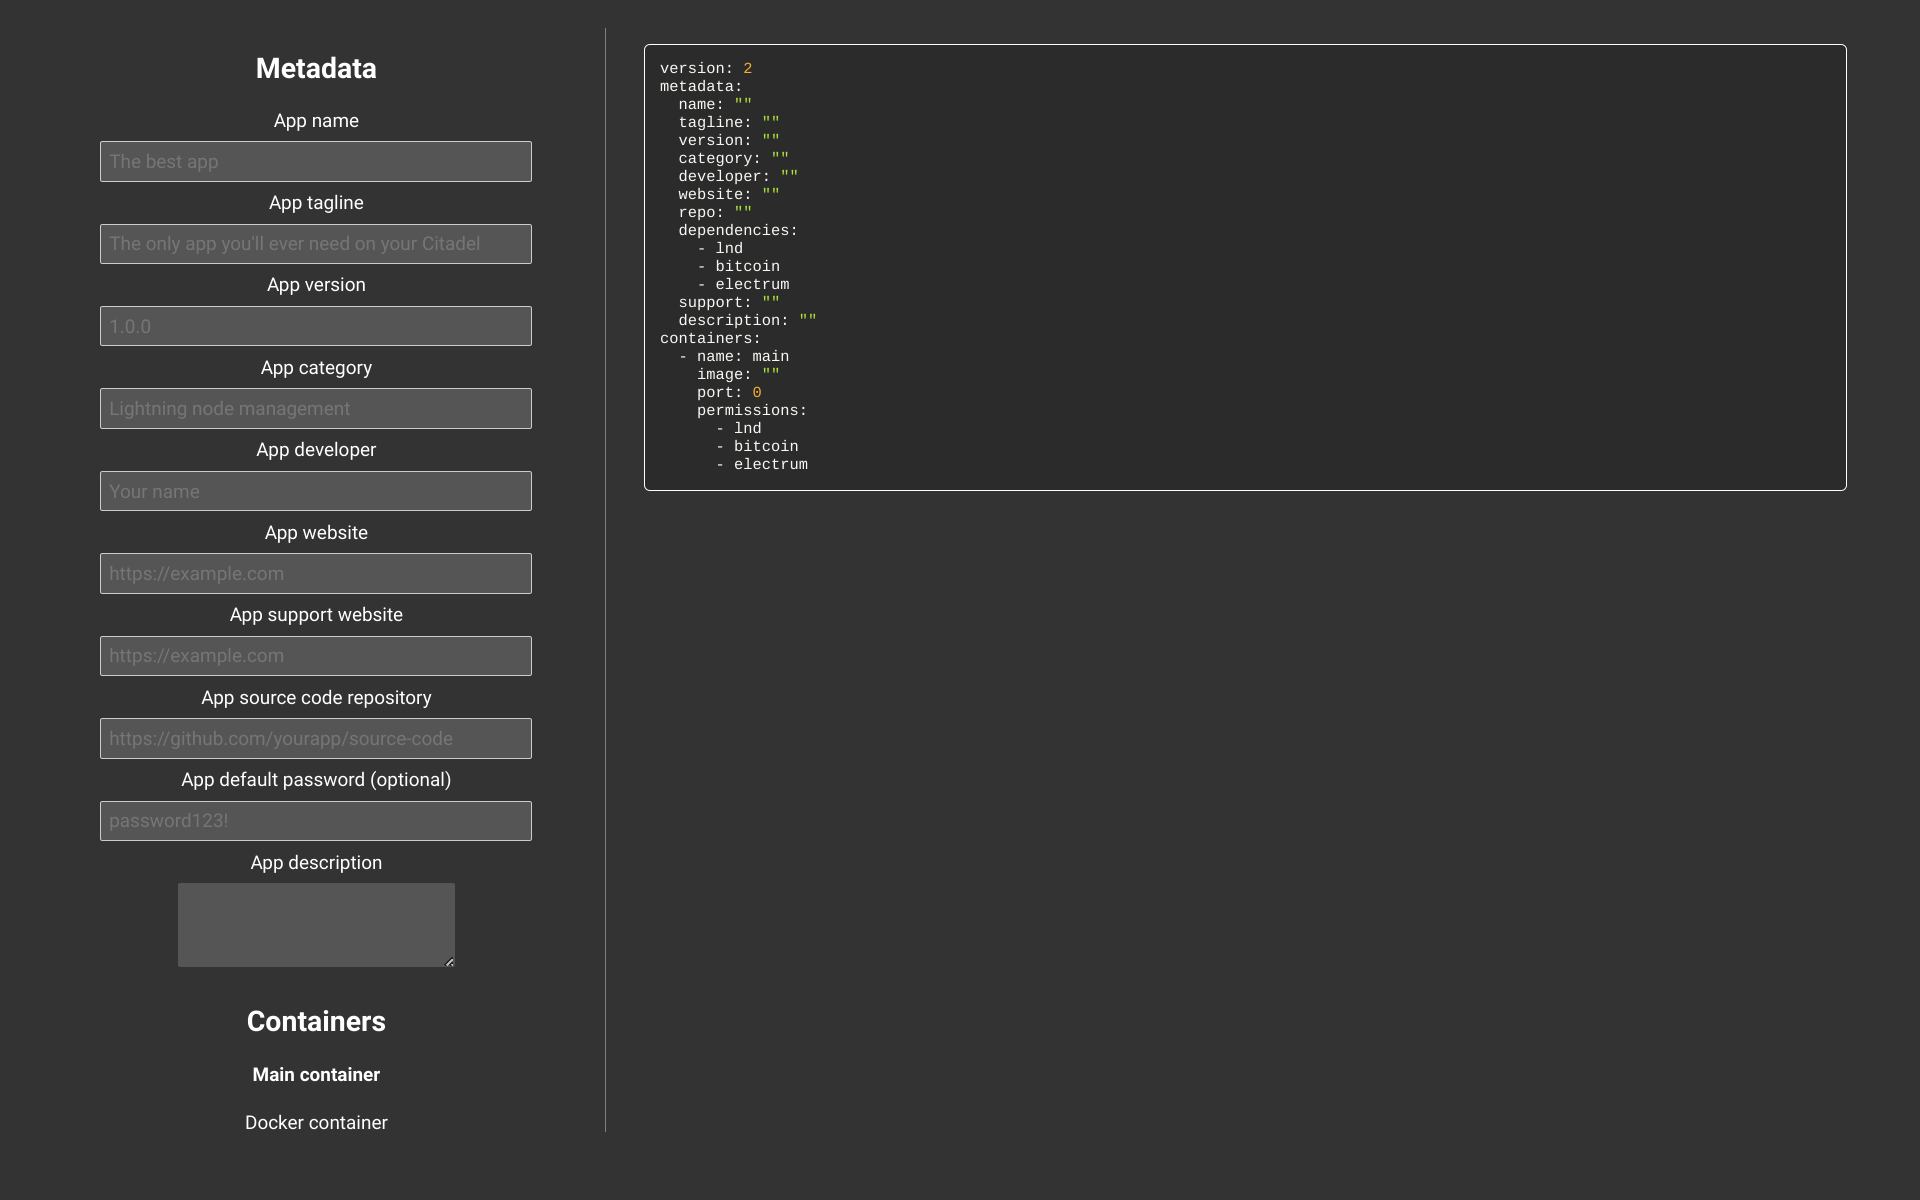 Metadata
App name
The best app
App tagline
The only app you'll ever need on your Citadel
App version
1.0.0
App category
Lightning node management
App developer
Your name
App website
https://example.com
App support website
https://example.com
App source code repository
https://github.com/yourapp/source-code
App default password (optional)
password123!
App description
Containers
Main container
Docker container
version: 2
metadata:
  name: ""
  tagline: ""
  version: ""
  category: ""
  developer: ""
  website: ""
  repo: ""
  dependencies:
    - lnd
    - bitcoin
    - electrum
  support: ""
  description: ""
containers:
  - name: main
    image: ""
    port: 0
    permissions:
      - lnd
      - bitcoin
      - electrum